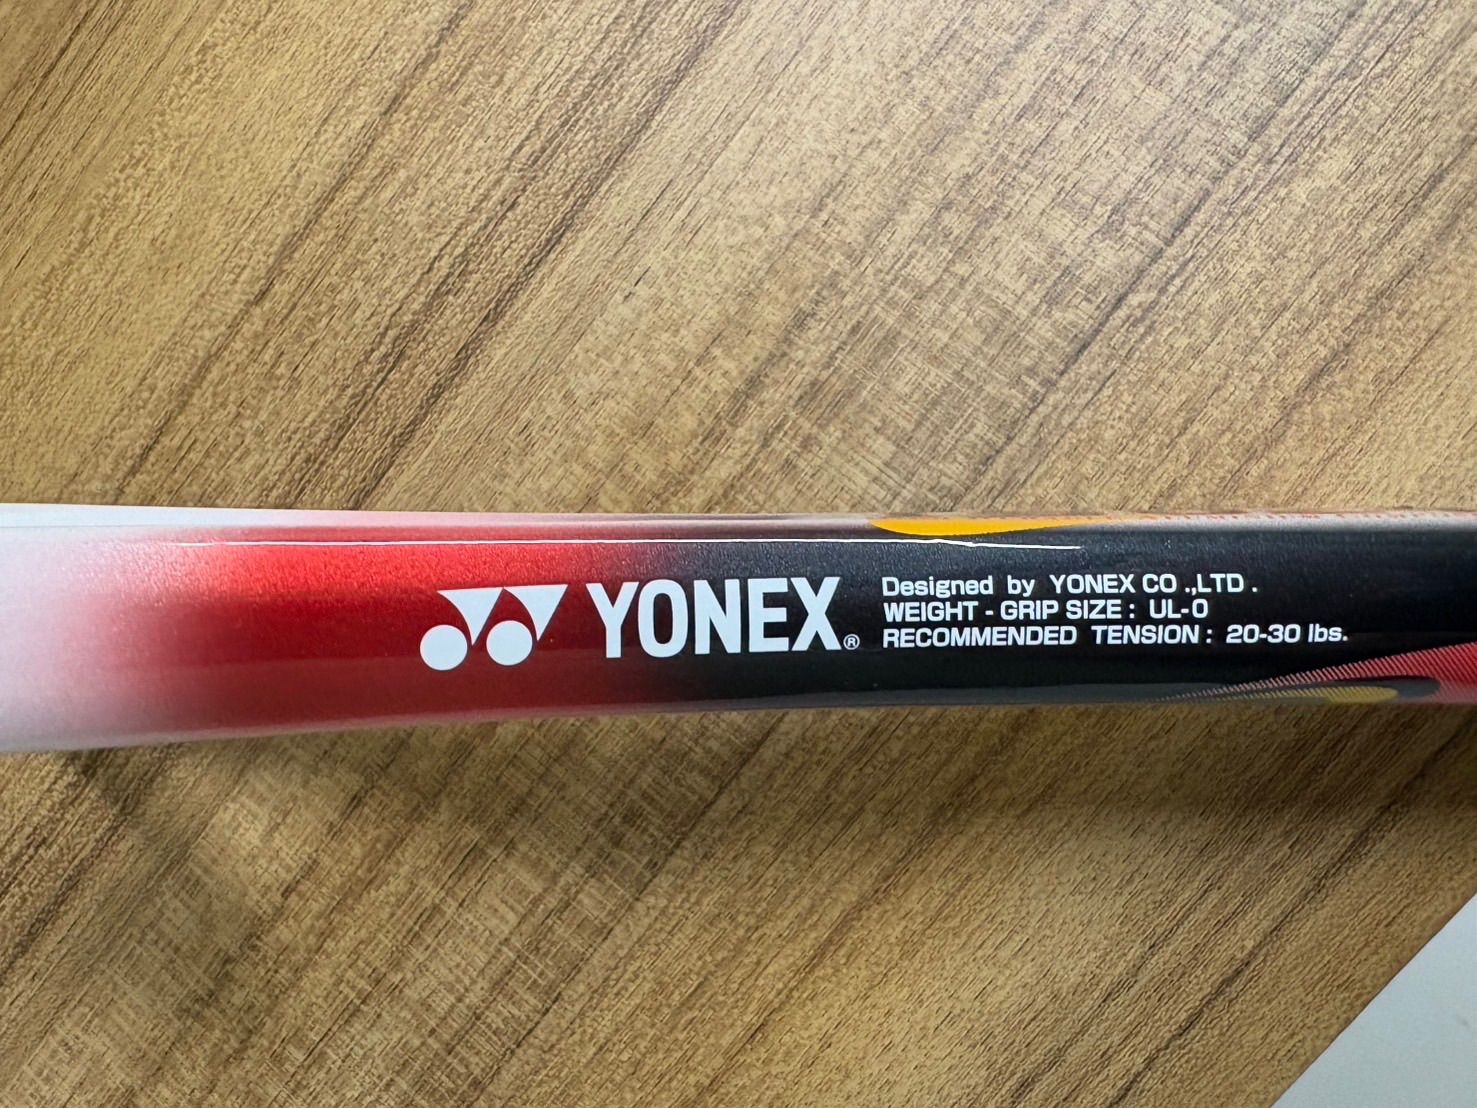 YONEX®
Designed by YONEX CO .,LTD .
WEIGHT - GRIP SIZE : UL-0
RECOMMENDED TENSION : 20-30 lbs.